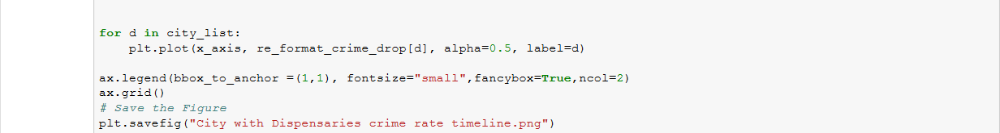 for d in city_list:
    plt.plot(x_axis, re_format_crime_drop[d], alpha=0.5, label=d)
ax.legend(bbox_to_anchor =(1,1), fontsize="small",fancybox=True,ncol=2)
ax.grid()
# Save the Figure
plt.savefig("City with Dispensaries crime rate timeline.png")